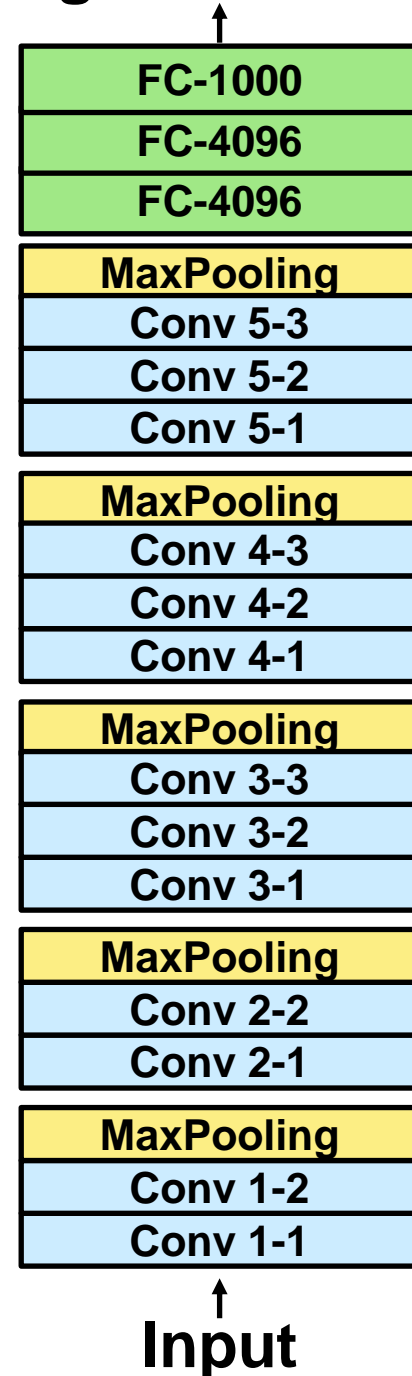 FC-1000
FC-4096
FC-4096
MaxPooling
Conv 5-3
Conv 5-2
Conv 5-1
MaxPooling
Conv 4-3
Conv 4-2
Conv 4-1
MaxPooling
Conv 3-3
Conv 3-2
Conv 3-1
MaxPooling
Conv 2-2
Conv 2-1
MaxPooling
Conv 1-2
Conv 1-1
Input